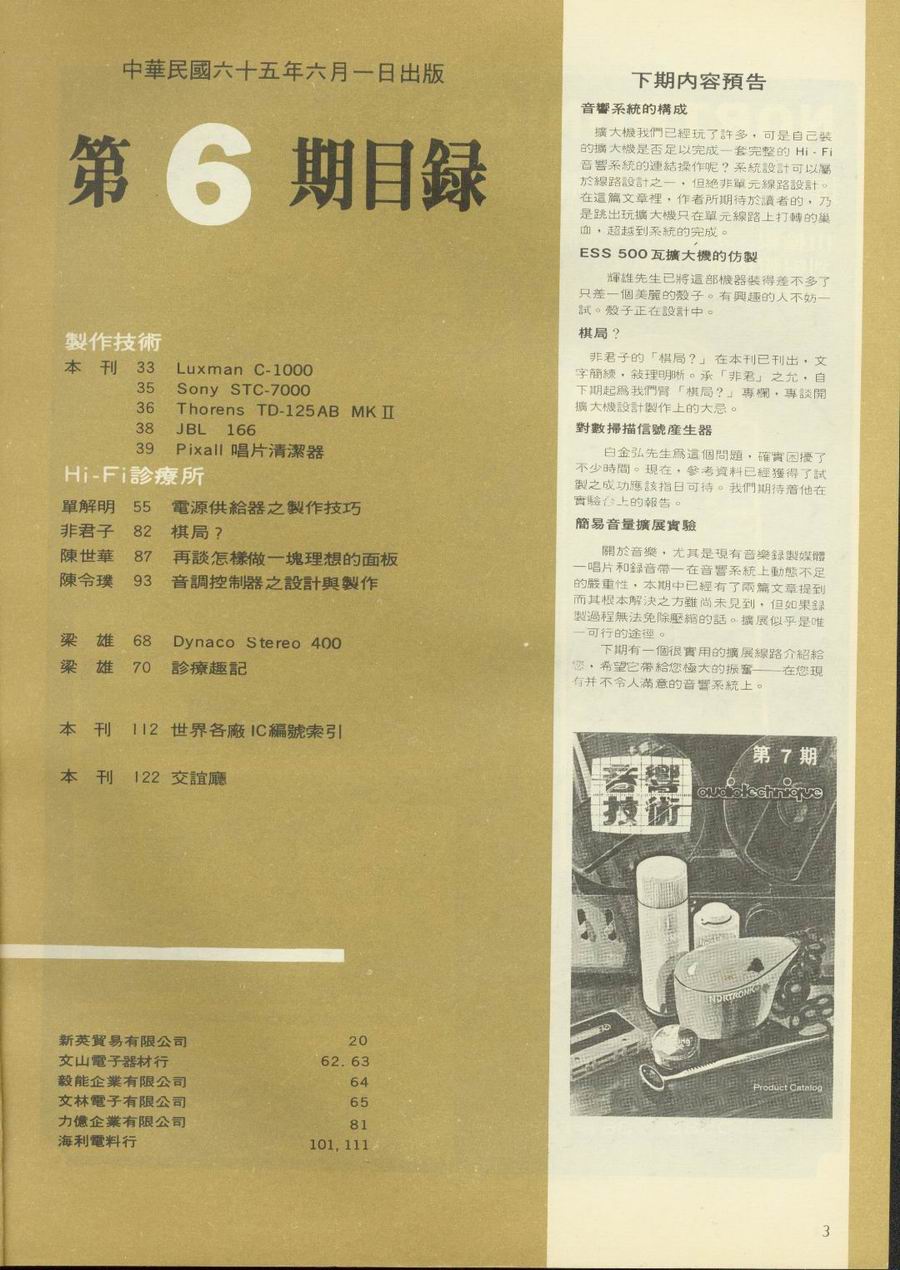 中華民國六十五年六月一日出版
第6期目録
製作技術
本 刊 33 Luxman C-1000
35 Sony STC-7000
36 Thorens TD-125AB MK II
38 JBL 166
39 Pixall 唱片清潔器
Hi-Fi診療所
單解明 55 電源供給器之製作技巧
非君子 82 棋局？
陳世華 87 再談怎樣做一塊理想的面板
陳令璞 93 音調控制器之設計與製作
梁 雄 68 Dynaco Stereo 400
梁 雄 70 診療趣記
本 刊 112 世界各廠IC編號索引
本 刊 122 交誼廳
新英貿易有限公司 20
文山電子器材行 62. 63
毅能企業有限公司 64
文林電子有限公司 65
力億企業有限公司 81
海利電料行 101, 111
下期内容預告
音響系統的構成
擴大機我們已經玩了許多，可是自己裝
的擴大機是否足以完成一套完整的 Hi-Fi
音響系統的連結操作呢？系統設計可以屬
於線路設計之一，但絶非單元線路設計。
在這篇文章裡，作者所期待於讀者的，乃
是跳出玩擴大機只在單元線路上打轉的巢
血，超越到系統的完成。
ESS 500瓦擴大機的仿製
輝雄先生已將這部機器裝得差不多了
只差一個美麗的殼子。有興趣的人不妨一
試。殼子正在設計中。
棋局？
非君子的「棋局？」在本刊已刊出，文
字簡練，敍理明晰。承「非君」之允，自
下期起為我們闢「棋局？」專欄，專談開
擴大機設計製作上的大忌。
對數掃描信號産生器
白金弘先生爲這個問題，確實困擾了
不少時間。現在，參考資料已經獲得了試
製之成功應該指日可待。我們期待着他在
實驗台上的報告。
簡易音量擴展實驗
關於音樂，尤其是現有音樂録製媒體
一唱片和録音帶一在音響系統上動態不足
的嚴重性，本期中已經有了兩篇文章提到
而其根本解決之方雖尚未見到，但如果録
製過程無法免除壓縮的話。擴展似乎是唯
一可行的途徑。
下期有一個很實用的擴展線路介紹給
您，希望它帶給您極大的振奮——在您現
有并不令人滿意的音響系統上。
第7期
音響
技術
audiotechnique
NORTRONICS
Product Catalog
3